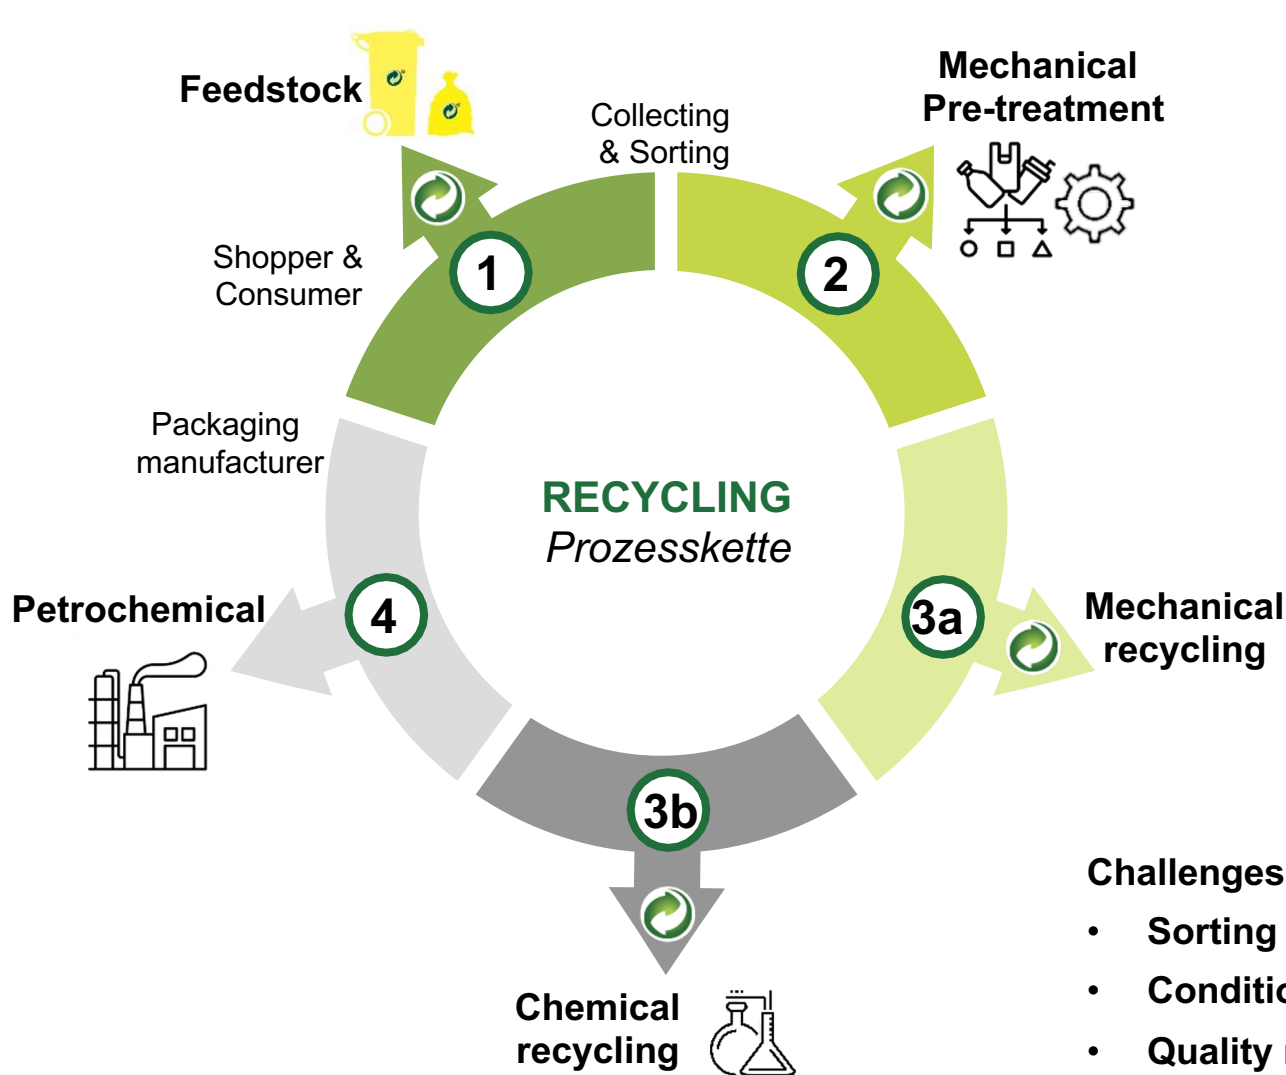 Feedstock
Mechanical
Pre-treatment
Collecting
& Sorting
Shopper &
Consumer
1
2
Packaging
manufacturer
RECYCLING
Prozesskette
Petrochemical
4
3a
Mechanical
recycling
3b
Challenges
• Sorting
•
• Quality
Chemical
recycling